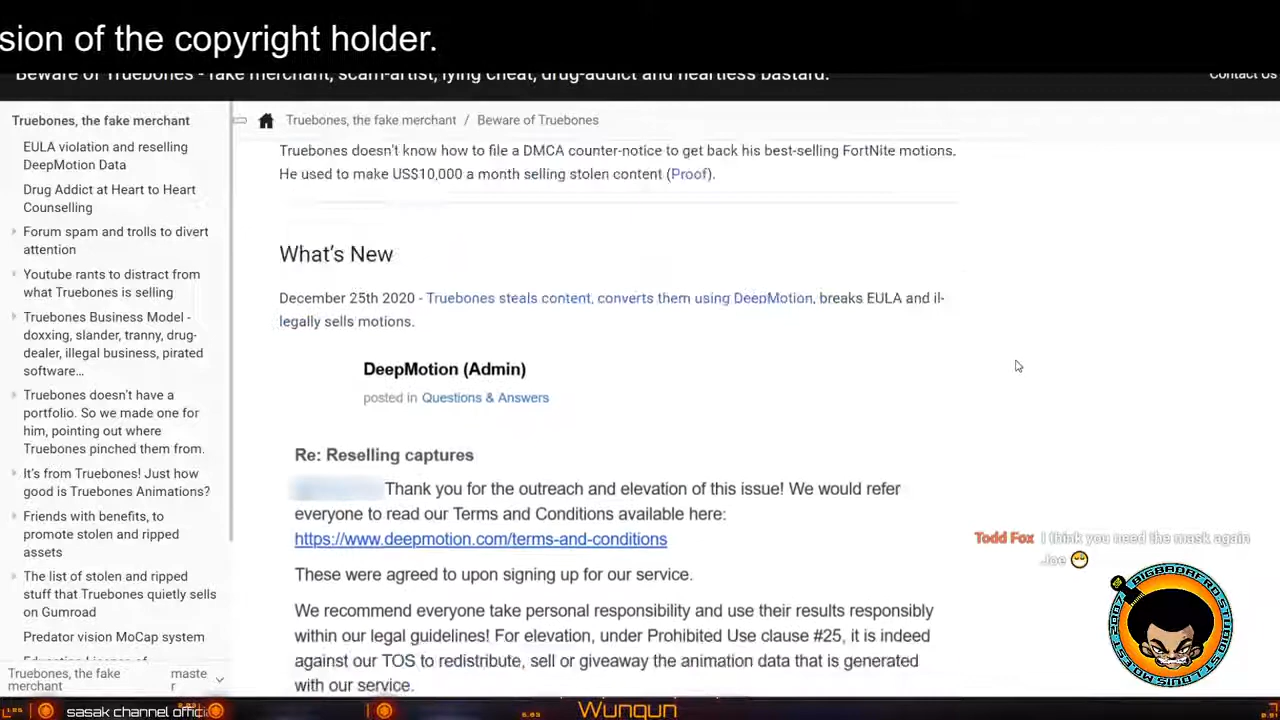 sion of the copyright holder.
Beware of Truebones - fake merchant, scam-artist, lying cheat, drug-addict and heartless bastard.
Contact Us
Truebones, the fake merchant
EULA violation and reselling
DeepMotion Data
Drug Addict at Heart to Heart
Counselling
Forum spam and trolls to divert
attention
Youtube rants to distract from
what Truebones is selling
Truebones Business Model -
doxxing, slander, tranny, drug-
dealer, illegal business, pirated
software...
Truebones doesn't have a
portfolio. So we made one for
him, pointing out where
Truebones pinched them from.
It's from Truebones! Just how
good is Truebones Animations?
Friends with benefits, to
promote stolen and ripped
assets
The list of stolen and ripped
stuff that Truebones quietly sells
on Gumroad
Predator vision MoCap system
Truebones, the fake
merchant
maste
r
Truebones, the fake merchant / Beware of Truebones
Truebones doesn't know how to file a DMCA counter-notice to get back his best-selling FortNite motions.
He used to make US$10,000 a month selling stolen content (Proof).
What's New
December 25th 2020 - Truebones steals content, converts them using DeepMotion, breaks EULA and il-
legally sells motions.
DeepMotion (Admin)
posted in Questions & Answers
Re: Reselling captures
Thank you for the outreach and elevation of this issue! We would refer
everyone to read our Terms and Conditions available here:
https://www.deepmotion.com/terms-and-conditions
These were agreed to upon signing up for our service.
We recommend everyone take personal responsibility and use their results responsibly
within our legal guidelines! For elevation, under Prohibited Use clause #25, it is indeed
against our TOS to redistribute, sell or giveaway the animation data that is generated
with our service.
Todd Fox I think you need the mask again
Joe
sasak channel offici
Wunqun